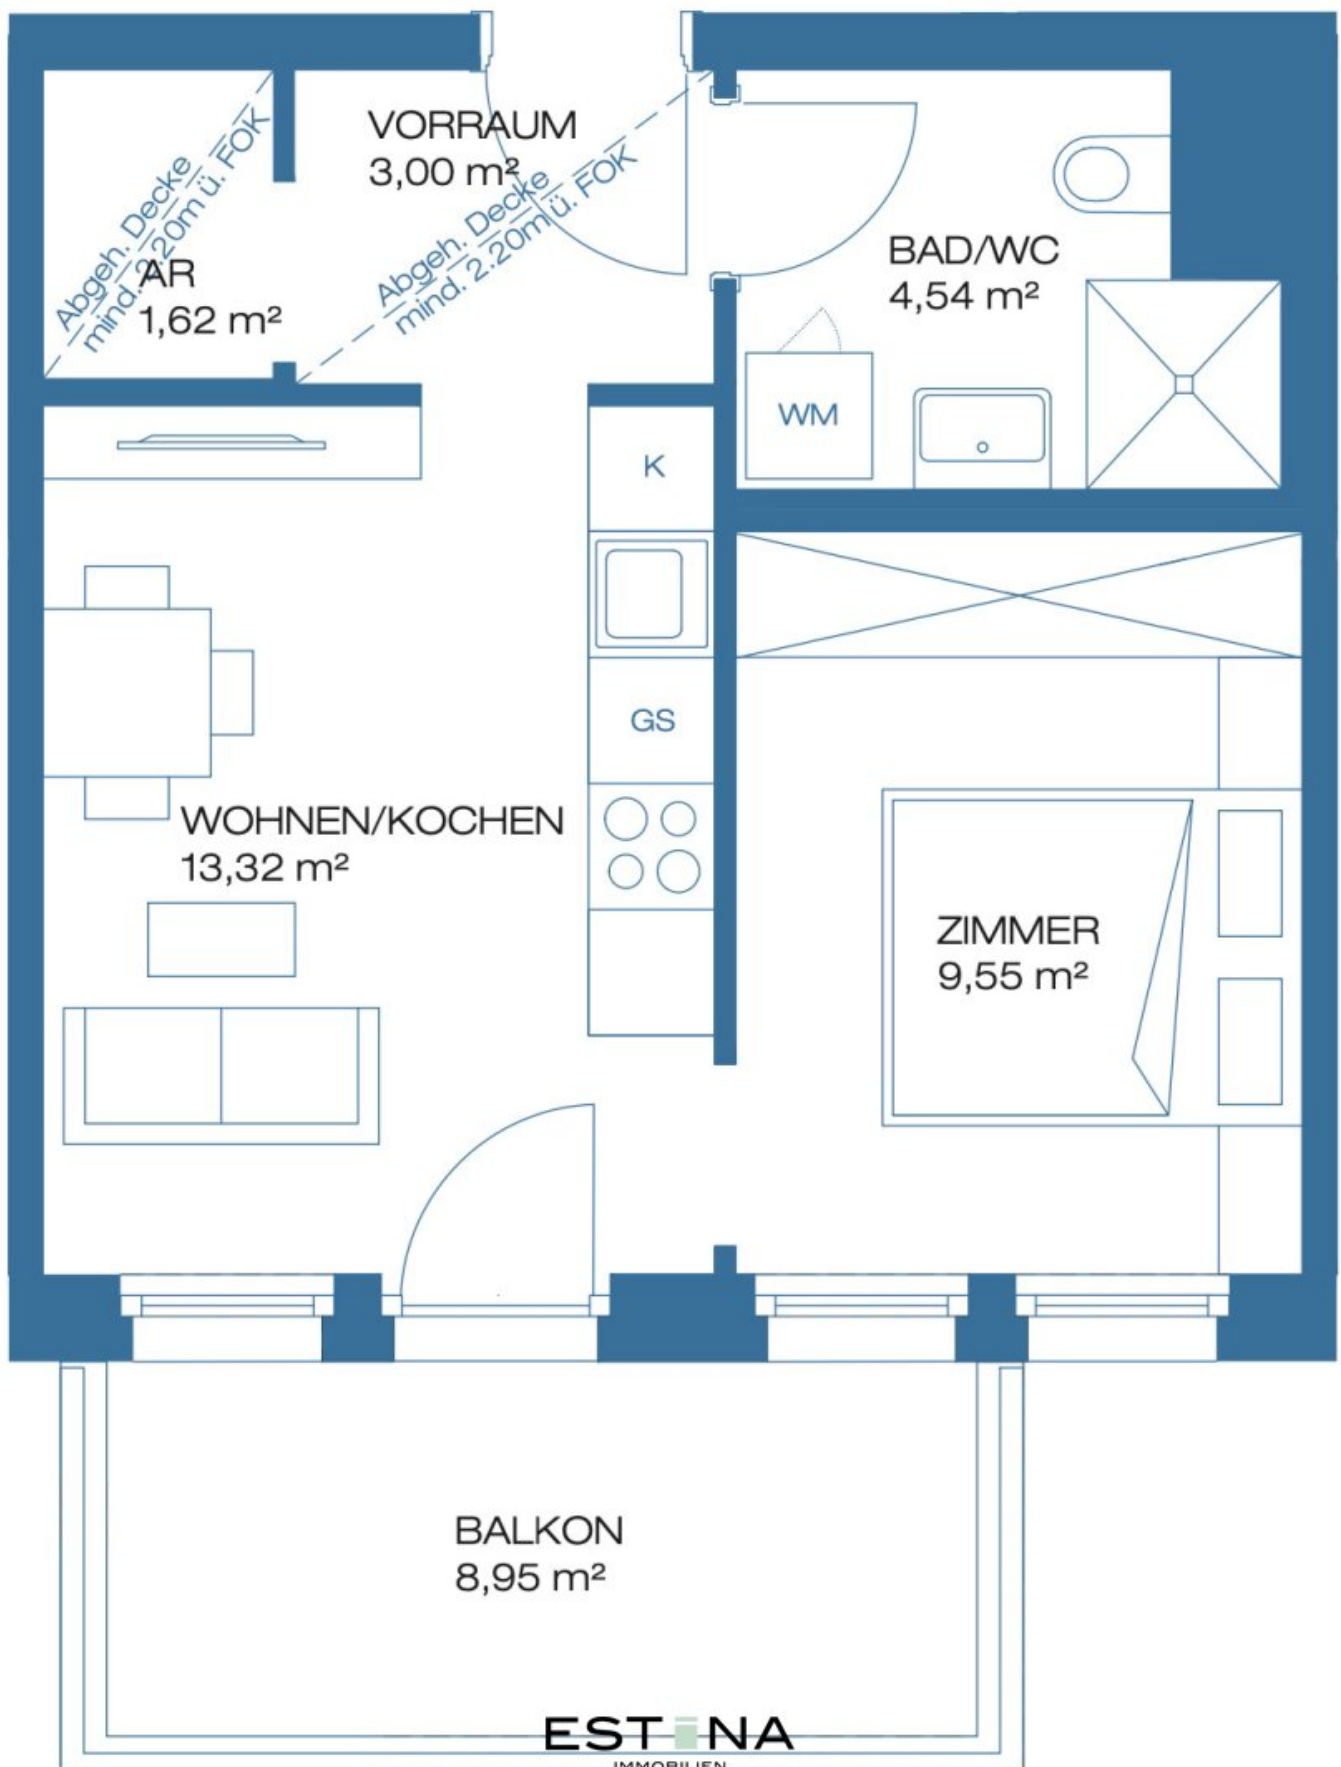 VORRAUM
3,00 m²
Abgeh. Decke
mind. 2.20m ü. FOK
AR
1,62 m²
Abgeh. Decke
mind. 2.20m ü. FOK
BAD/WC
4,54 m²
WM
K
GS
WOHNEN/KOCHEN
13,32 m²
ZIMMER
9,55 m²
BALKON
8,95 m²
ESTINA
IMMOBILIEN